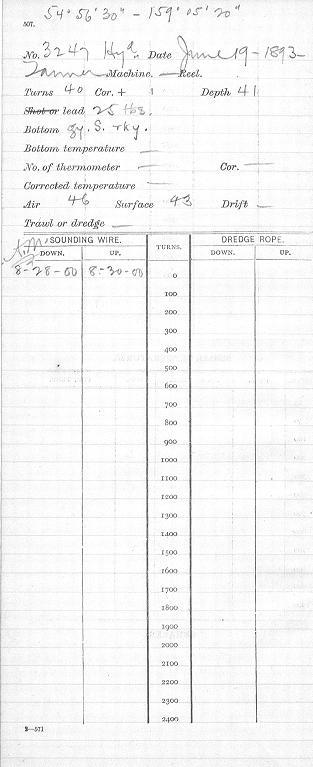 54° 56' 30" - 159° 05' 20"
507.
No. 3247 Hyd. Date June 19-1893-
Tanner Machine. — Reel.
Turns 40 Cor. + 1 Depth 41
Shot or lead 25 lbs.
Bottom gy. S. rky.
Bottom temperature —
No. of thermometer — Cor. —
Corrected temperature —
Air 46 Surface 43 Drift —
Trawl or dredge —
A.M. SOUNDING WIRE. TURNS. DREDGE ROPE.
DOWN. UP. DOWN. UP.
8-28-00 8-30-00 0
100
200
300
400
500
600
700
800
900
1000
1100
1200
1300
1400
1500
1600
1700
1800
1900
2000
2100
2200
2300
2400
2—571